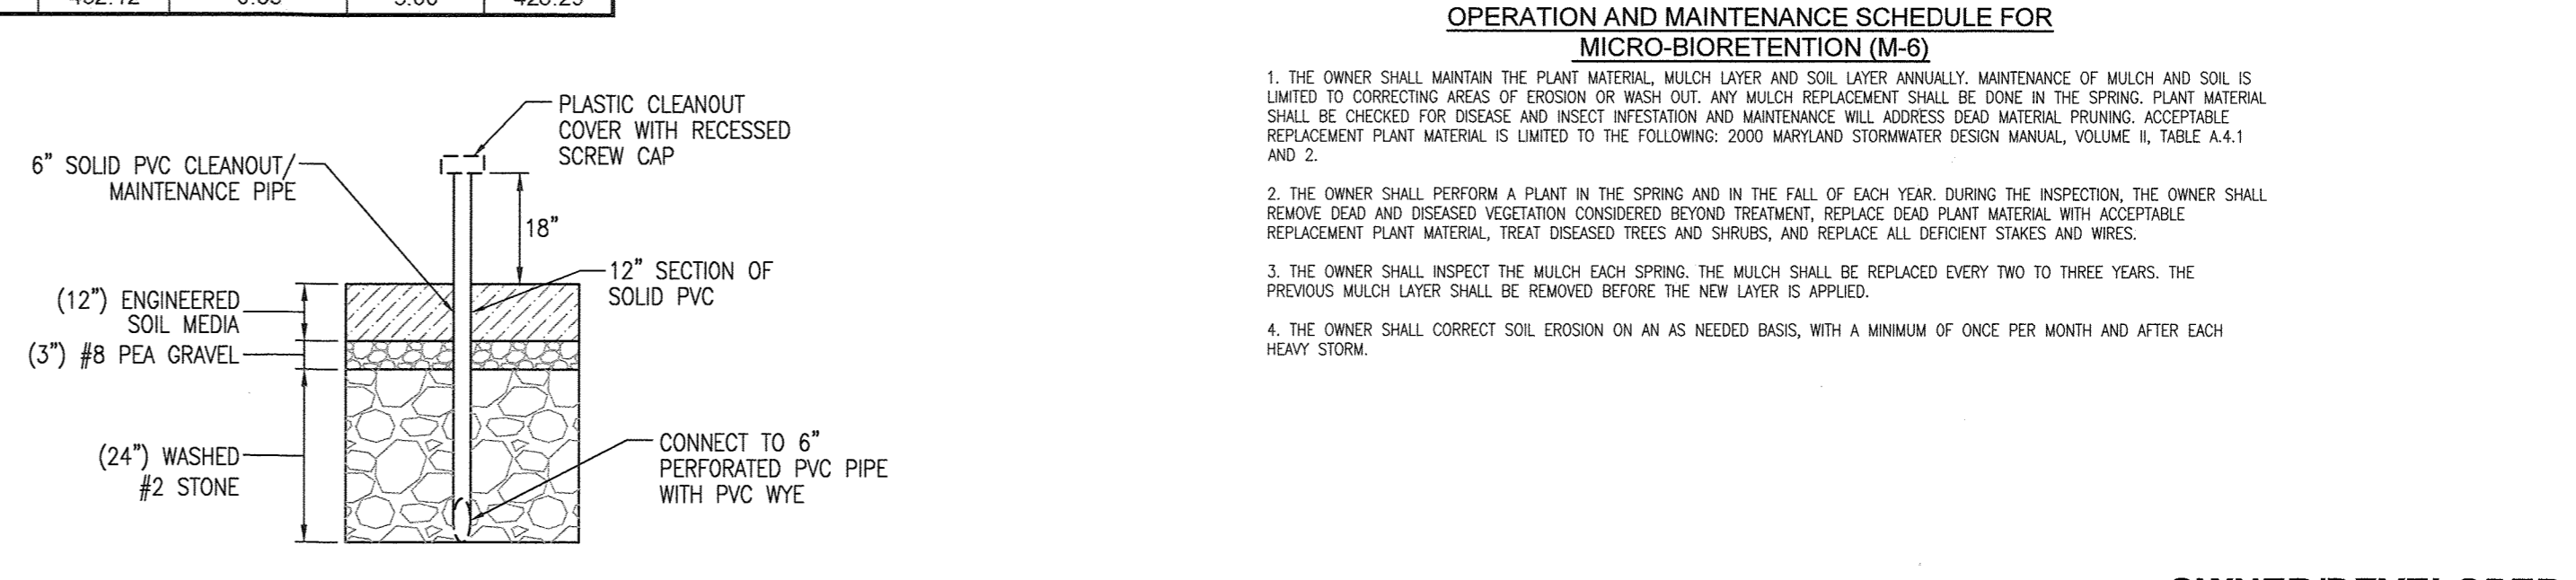 PLASTIC CLEANOUT
COVER WITH RECESSED
SCREW CAP
6" SOLID PVC CLEANOUT/
MAINTENANCE PIPE
18"
12" SECTION OF
SOLID PVC
(12") ENGINEERED
SOIL MEDIA
(3") #8 PEA GRAVEL
(24") WASHED
#2 STONE
CONNECT TO 6"
PERFORATED PVC PIPE
WITH PVC WYE
OPERATION AND MAINTENANCE SCHEDULE FOR
MICRO-BIORETENTION (M-6)
1. THE OWNER SHALL MAINTAIN THE PLANT MATERIAL, MULCH LAYER AND SOIL LAYER ANNUALLY. MAINTENANCE OF MULCH AND SOIL IS
LIMITED TO CORRECTING AREAS OF EROSION OR WASH OUT. ANY MULCH REPLACEMENT SHALL BE DONE IN THE SPRING. PLANT MATERIAL
SHALL BE CHECKED FOR DISEASE AND INSECT INFESTATION AND MAINTENANCE WILL ADDRESS DEAD MATERIAL PRUNING. ACCEPTABLE
REPLACEMENT PLANT MATERIAL IS LIMITED TO THE FOLLOWING: 2000 MARYLAND STORMWATER DESIGN MANUAL, VOLUME II, TABLE A.4.1
AND 2.
2. THE OWNER SHALL PERFORM A PLANT IN THE SPRING AND IN THE FALL OF EACH YEAR. DURING THE INSPECTION, THE OWNER SHALL
REMOVE DEAD AND DISEASED VEGETATION CONSIDERED BEYOND TREATMENT, REPLACE DEAD PLANT MATERIAL WITH ACCEPTABLE
REPLACEMENT PLANT MATERIAL, TREAT DISEASED TREES AND SHRUBS, AND REPLACE ALL DEFICIENT STAKES AND WIRES.
3. THE OWNER SHALL INSPECT THE MULCH EACH SPRING. THE MULCH SHALL BE REPLACED EVERY TWO TO THREE YEARS. THE
PREVIOUS MULCH LAYER SHALL BE REMOVED BEFORE THE NEW LAYER IS APPLIED.
4. THE OWNER SHALL CORRECT SOIL EROSION ON AN AS NEEDED BASIS, WITH A MINIMUM OF ONCE PER MONTH AND AFTER EACH
HEAVY STORM.